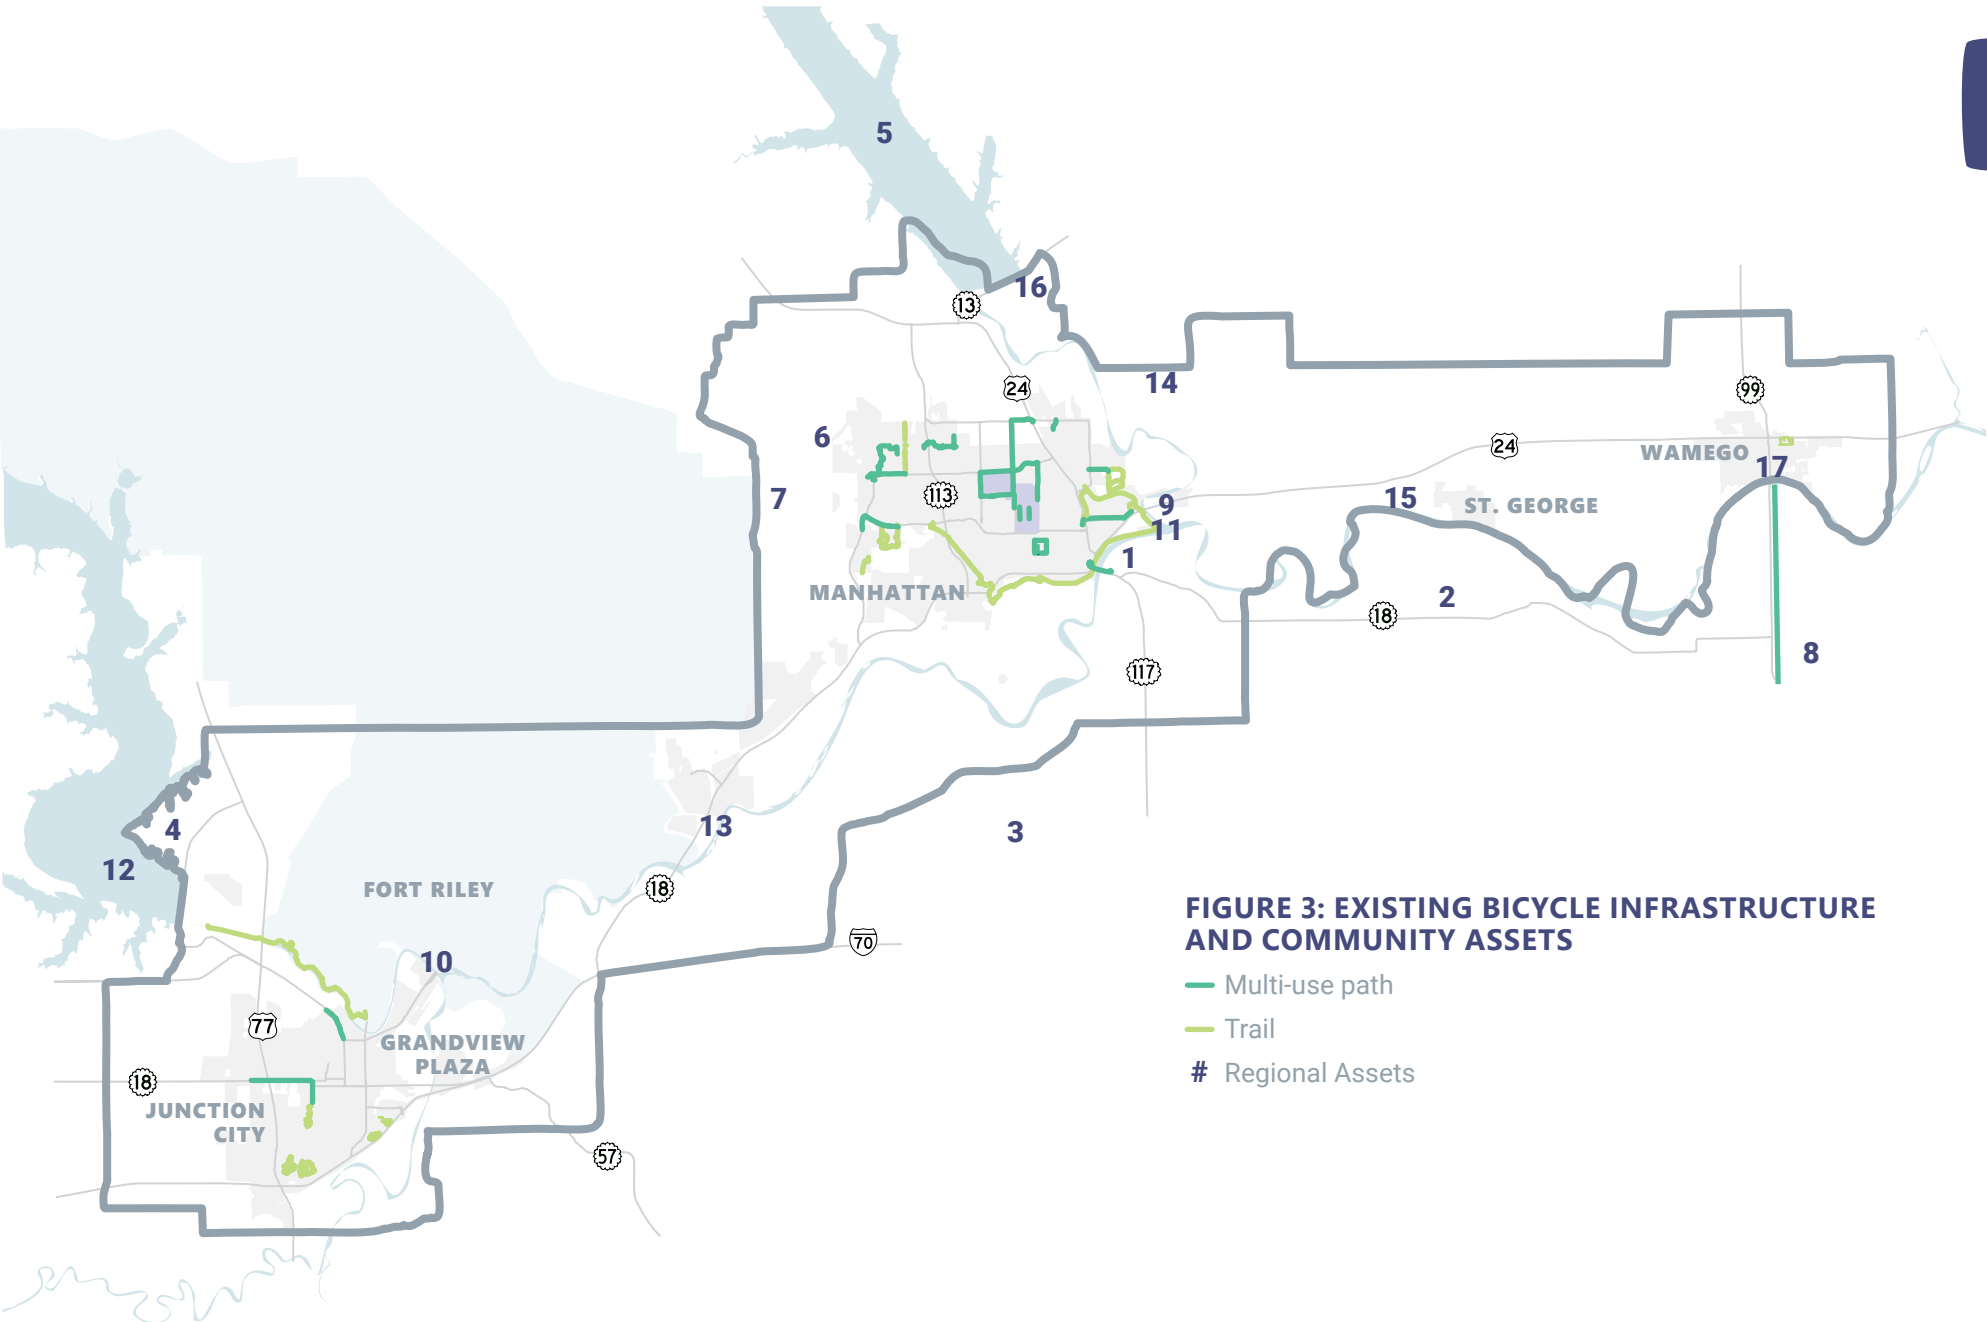 5
16
13
14
24
99
6
24
WAMEGO
17
113
7
15
ST. GEORGE
9
11
1
MANHATTAN
2
18
8
117
13
3
4
12
FORT RILEY
18
70
10
77
GRANDVIEW
PLAZA
18
JUNCTION
CITY
57
FIGURE 3: EXISTING BICYCLE INFRASTRUCTURE
AND COMMUNITY ASSETS
Multi-use path
Trail
# Regional Assets